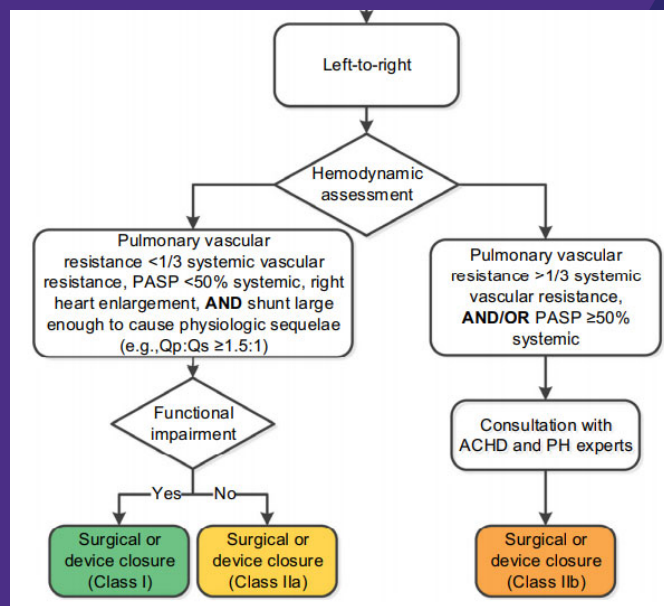 Left-to-right
Hemodynamic
assessment
Pulmonary vascular
resistance <1/3 systemic vascular
resistance, PASP <50% systemic, right
heart enlargement, AND shunt large
enough to cause physiologic sequelae
(e.g.,Qp:Qs ≥1.5:1)
Pulmonary vascular
resistance >1/3 systemic
vascular resistance,
AND/OR PASP ≥50%
systemic
Functional
impairment
Consultation with
ACHD and PH experts
Yes
No
Surgical or
device closure
(Class I)
Surgical or
device closure
(Class IIa)
Surgical or
device closure
(Class IIb)